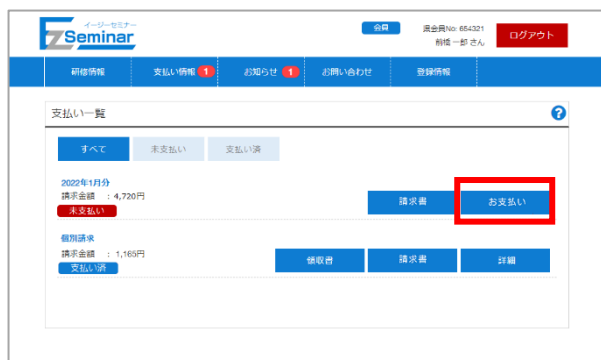 イージーセミナー
EZ Seminar
会員 県会員No: 684321
前橋 一郎 さん
ログアウト
研修情報 支払い情報 1 お知らせ 1 お問い合わせ 登録情報
支払い一覧 ?
すべて 未支払い 支払い済
2022年1月分
請求金額 : 4,720円
未支払い
請求書 お支払い
個別請求
請求金額 : 1,165円
支払い済
領収書 請求書 詳細